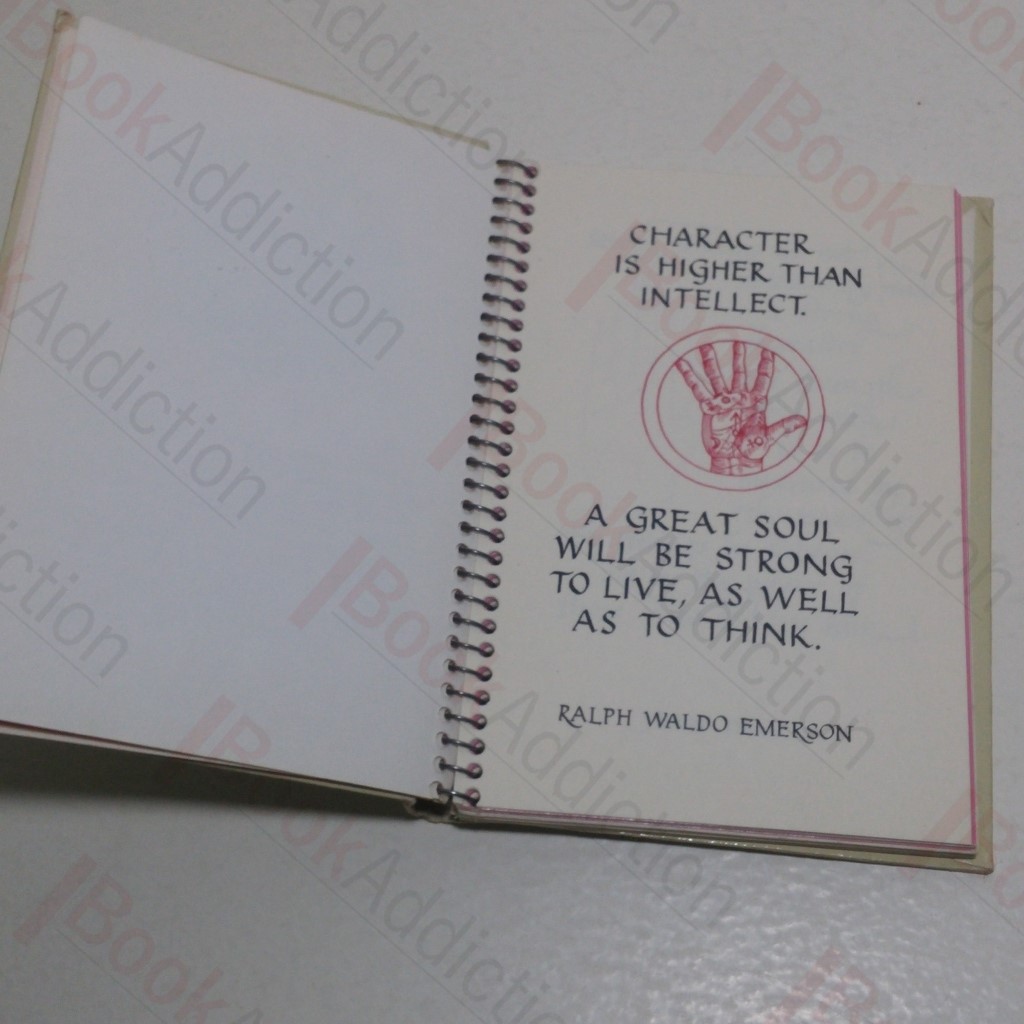 CHARACTER
IS HIGHER THAN
INTELLECT.
A GREAT SOUL
WILL BE STRONG
TO LIVE, AS WELL
AS TO THINK.
RALPH WALDO EMERSON
BookAddiction